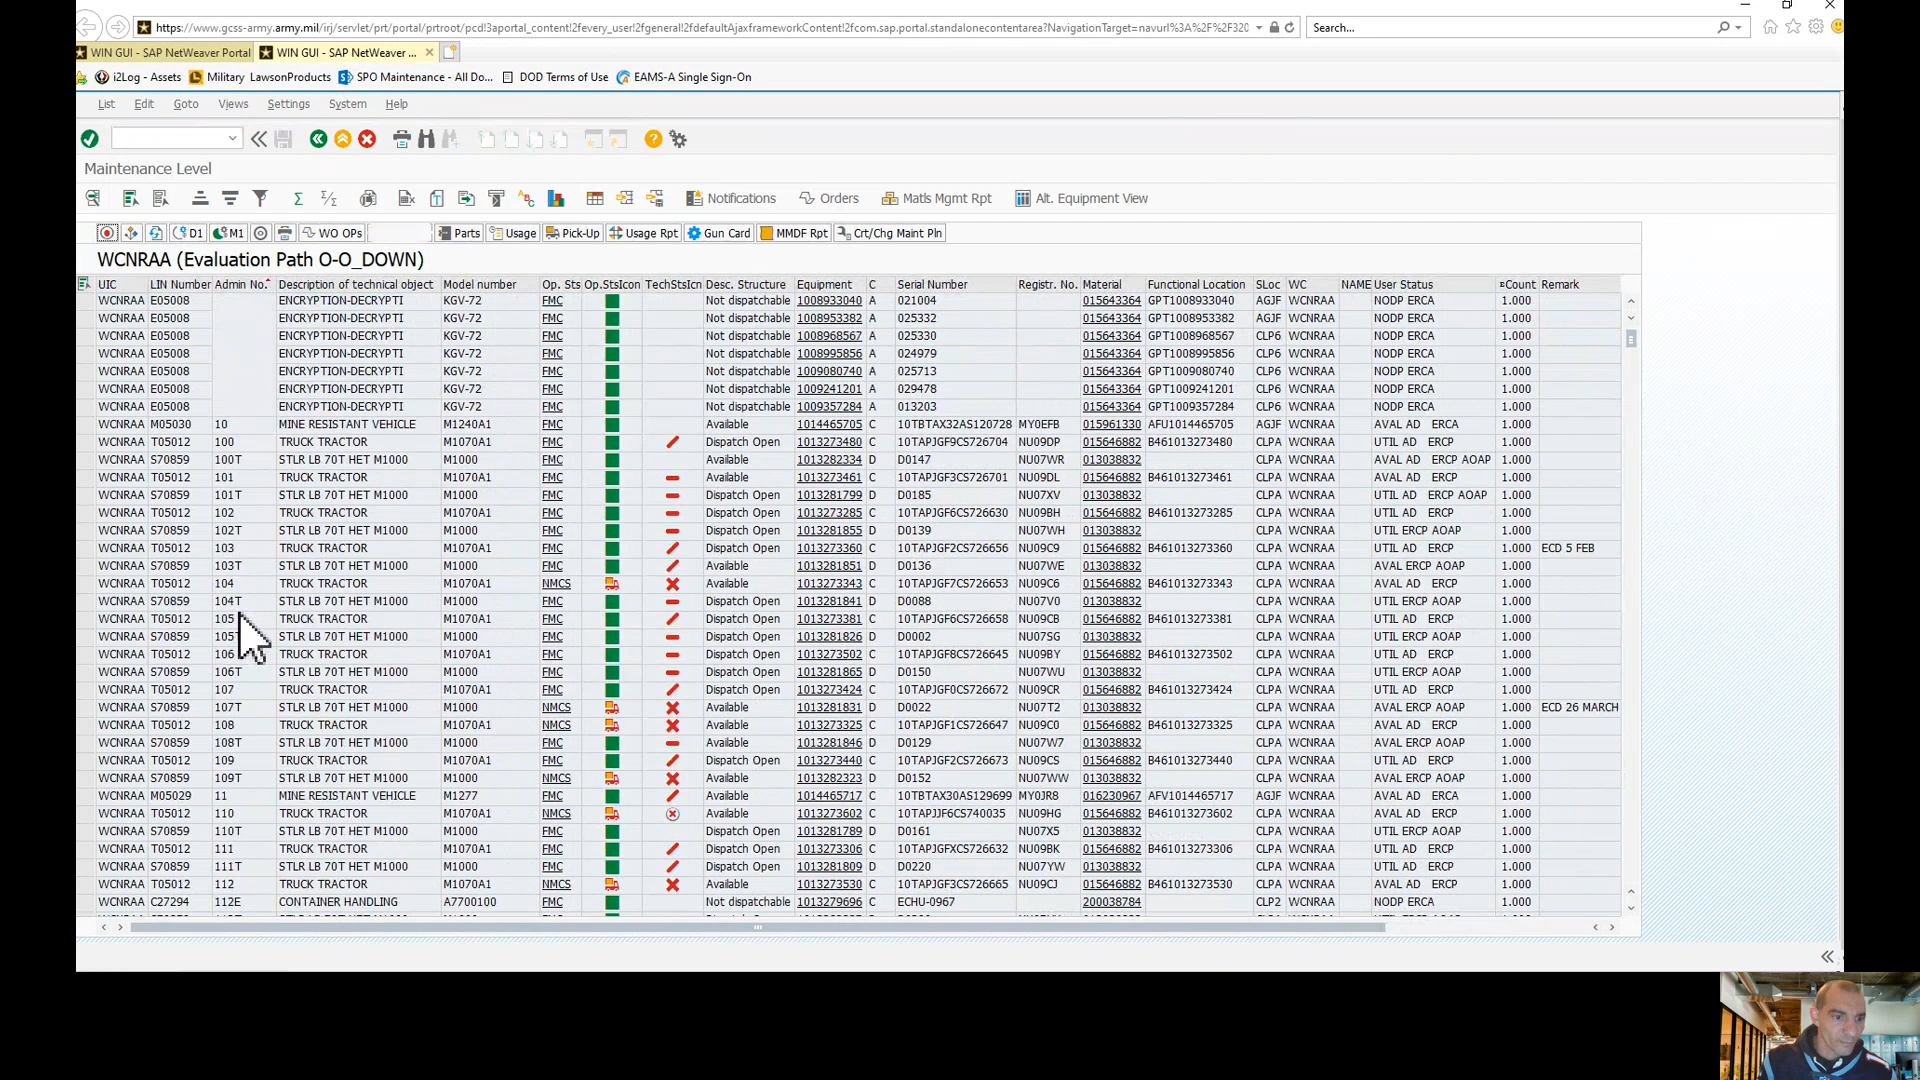 https://www.gcss-army.army.mil/irj/servlet/prt/portal/prtroot/pcd!3aportal_content!2fevery_user!2fgeneral!2fdefaultAjaxframeworkContent!2fcom.sap.portal.standalonecontentarea?NavigationTarget=navurl%3A%2F%2F320 Search...
WIN GUI - SAP NetWeaver Portal WIN GUI - SAP NetWeaver ...
i2Log - Assets Military LawsonProducts SPO Maintenance - All Do... DOD Terms of Use EAMS-A Single Sign-On
List Edit Goto Views Settings System Help
Maintenance Level
Notifications Orders Matls Mgmt Rpt Alt. Equipment View
D1 M1 WO OPs Parts Usage Pick-Up Usage Rpt Gun Card MMDF Rpt Crt/Chg Maint Pln
WCNRAA (Evaluation Path O-O_DOWN)
UIC LIN Number Admin No. Description of technical object Model number Op. Sts Op.StsIcon TechStsIcn Desc. Structure Equipment C Serial Number Registr. No. Material Functional Location SLoc WC NAME User Status Count Remark
WCNRAA E05008 ENCRYPTION-DECRYPTI KGV-72 FMC Not dispatchable 1008933040 A 021004 015643364 GPT1008933040 AGJF WCNRAA NODP ERCA 1.000
WCNRAA E05008 ENCRYPTION-DECRYPTI KGV-72 FMC Not dispatchable 1008953382 A 025332 015643364 GPT1008953382 AGJF WCNRAA NODP ERCA 1.000
WCNRAA E05008 ENCRYPTION-DECRYPTI KGV-72 FMC Not dispatchable 1008968567 A 025330 015643364 GPT1008968567 CLP6 WCNRAA NODP ERCA 1.000
WCNRAA E05008 ENCRYPTION-DECRYPTI KGV-72 FMC Not dispatchable 1008995856 A 024979 015643364 GPT1008995856 CLP6 WCNRAA NODP ERCA 1.000
WCNRAA E05008 ENCRYPTION-DECRYPTI KGV-72 FMC Not dispatchable 1009080740 A 025713 015643364 GPT1009080740 CLP6 WCNRAA NODP ERCA 1.000
WCNRAA E05008 ENCRYPTION-DECRYPTI KGV-72 FMC Not dispatchable 1009241201 A 029478 015643364 GPT1009241201 CLP6 WCNRAA NODP ERCA 1.000
WCNRAA E05008 ENCRYPTION-DECRYPTI KGV-72 FMC Not dispatchable 1009357284 A 013203 015643364 GPT1009357284 CLP6 WCNRAA NODP ERCA 1.000
WCNRAA M05030 10 MINE RESISTANT VEHICLE M1240A1 FMC Available 1014465705 C 10TBTAX32AS120728 MY0EFB 015961330 AFU1014465705 AGJF WCNRAA AVAL AD ERCA 1.000
WCNRAA T05012 100 TRUCK TRACTOR M1070A1 FMC Dispatch Open 1013273480 C 10TAPJGF9CS726704 NU09DP 015646882 B461013273480 CLPA WCNRAA UTIL AD ERCP 1.000
WCNRAA S70859 100T STLR LB 70T HET M1000 M1000 FMC Available 1013282334 D D0147 NU07WR 013038832 CLPA WCNRAA AVAL AD ERCP AOAP 1.000
WCNRAA T05012 101 TRUCK TRACTOR M1070A1 FMC Available 1013273461 C 10TAPJGF3CS726701 NU09DL 015646882 B461013273461 CLPA WCNRAA AVAL AD ERCP 1.000
WCNRAA S70859 101T STLR LB 70T HET M1000 M1000 FMC Dispatch Open 1013281799 D D0185 NU07XV 013038832 CLPA WCNRAA UTIL AD ERCP AOAP 1.000
WCNRAA T05012 102 TRUCK TRACTOR M1070A1 FMC Dispatch Open 1013273285 C 10TAPJGF6CS726630 NU09BH 015646882 B461013273285 CLPA WCNRAA UTIL AD ERCP 1.000
WCNRAA S70859 102T STLR LB 70T HET M1000 M1000 FMC Dispatch Open 1013281855 D D0139 NU07WH 013038832 CLPA WCNRAA UTIL ERCP AOAP 1.000
WCNRAA T05012 103 TRUCK TRACTOR M1070A1 FMC Dispatch Open 1013273360 C 10TAPJGF2CS726656 NU09C9 015646882 B461013273360 CLPA WCNRAA UTIL AD ERCP 1.000 ECD 5 FEB
WCNRAA S70859 103T STLR LB 70T HET M1000 M1000 FMC Available 1013281851 D D0136 NU07WE 013038832 CLPA WCNRAA AVAL ERCP AOAP 1.000
WCNRAA T05012 104 TRUCK TRACTOR M1070A1 NMCS Available 1013273343 C 10TAPJGF7CS726653 NU09C6 015646882 B461013273343 CLPA WCNRAA AVAL AD ERCP 1.000
WCNRAA S70859 104T STLR LB 70T HET M1000 M1000 FMC Dispatch Open 1013281841 D D0088 NU07V0 013038832 CLPA WCNRAA UTIL ERCP AOAP 1.000
WCNRAA T05012 105 TRUCK TRACTOR M1070A1 FMC Dispatch Open 1013273381 C 10TAPJGF6CS726658 NU09CB 015646882 B461013273381 CLPA WCNRAA UTIL AD ERCP 1.000
WCNRAA S70859 105T STLR LB 70T HET M1000 M1000 FMC Dispatch Open 1013281826 D D0002 NU07SG 013038832 CLPA WCNRAA UTIL ERCP AOAP 1.000
WCNRAA T05012 106 TRUCK TRACTOR M1070A1 FMC Dispatch Open 1013273502 C 10TAPJGF8CS726645 NU09BY 015646882 B461013273502 CLPA WCNRAA UTIL AD ERCP 1.000
WCNRAA S70859 106T STLR LB 70T HET M1000 M1000 FMC Dispatch Open 1013281865 D D0150 NU07WU 013038832 CLPA WCNRAA UTIL ERCP AOAP 1.000
WCNRAA T05012 107 TRUCK TRACTOR M1070A1 FMC Dispatch Open 1013273424 C 10TAPJGF0CS726672 NU09CR 015646882 B461013273424 CLPA WCNRAA UTIL AD ERCP 1.000
WCNRAA S70859 107T STLR LB 70T HET M1000 M1000 NMCS Available 1013281831 D D0022 NU07T2 013038832 CLPA WCNRAA AVAL ERCP AOAP 1.000 ECD 26 MARCH
WCNRAA T05012 108 TRUCK TRACTOR M1070A1 NMCS Available 1013273325 C 10TAPJGF1CS726647 NU09C0 015646882 B461013273325 CLPA WCNRAA AVAL AD ERCP 1.000
WCNRAA S70859 108T STLR LB 70T HET M1000 M1000 FMC Available 1013281846 D D0129 NU07W7 013038832 CLPA WCNRAA AVAL ERCP AOAP 1.000
WCNRAA T05012 109 TRUCK TRACTOR M1070A1 FMC Available 1013273440 C 10TAPJGF2CS726673 NU09CS 015646882 B461013273440 CLPA WCNRAA AVAL AD ERCP 1.000
WCNRAA S70859 109T STLR LB 70T HET M1000 M1000 NMCS Available 1013282323 D D0152 NU07WW 013038832 CLPA WCNRAA AVAL ERCP AOAP 1.000
WCNRAA M05029 11 MINE RESISTANT VEHICLE M1277 FMC Available 1014465717 C 10TBTAX30AS129699 MY0JR8 016230967 AFV1014465717 AGJF WCNRAA AVAL AD ERCA 1.000
WCNRAA T05012 110 TRUCK TRACTOR M1070A1 NMCS Available 1013273602 C 10TAPJJF6CS740035 NU09HG 015646882 B461013273602 CLPA WCNRAA AVAL AD ERCP 1.000
WCNRAA S70859 110T STLR LB 70T HET M1000 M1000 FMC Dispatch Open 1013281789 D D0161 NU07X5 013038832 CLPA WCNRAA UTIL ERCP AOAP 1.000
WCNRAA T05012 111 TRUCK TRACTOR M1070A1 FMC Dispatch Open 1013273306 C 10TAPJGFXCS726632 NU09BK 015646882 B461013273306 CLPA WCNRAA UTIL AD ERCP 1.000
WCNRAA S70859 111T STLR LB 70T HET M1000 M1000 FMC Dispatch Open 1013281809 D D0220 NU07YW 013038832 CLPA WCNRAA UTIL ERCP AOAP 1.000
WCNRAA T05012 112 TRUCK TRACTOR M1070A1 NMCS Available 1013273530 C 10TAPJGF6CS726665 NU09CJ 015646882 B461013273530 CLPA WCNRAA AVAL AD ERCP 1.000
WCNRAA C27294 112E CONTAINER HANDLING A7700100 FMC Not dispatchable 1013279696 C ECHU-0967 200038784 CLP2 WCNRAA NODP ERCA 1.000